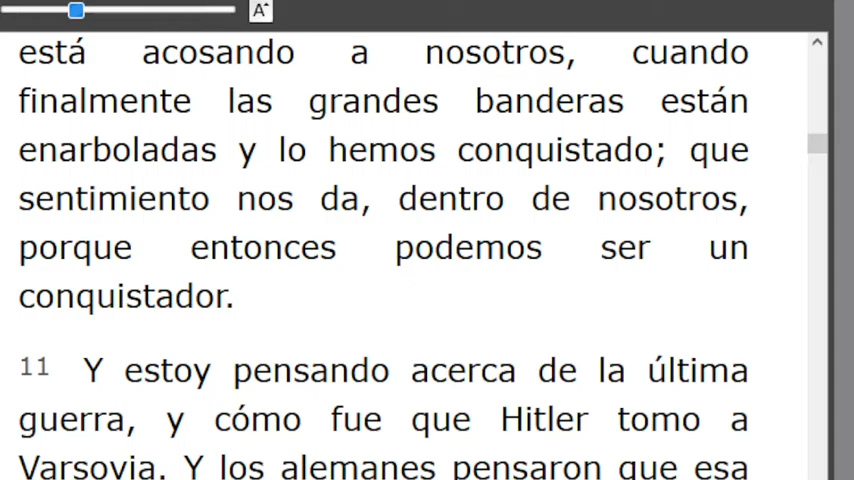 A
está acosando a nosotros, cuando
finalmente las grandes banderas están
enarboladas y lo hemos conquistado; que
sentimiento nos da, dentro de nosotros,
porque entonces podemos ser un
conquistador.
11 Y estoy pensando acerca de la última
guerra, y cómo fue que Hitler tomo a
Varsovia. Y los alemanes pensaron que esa